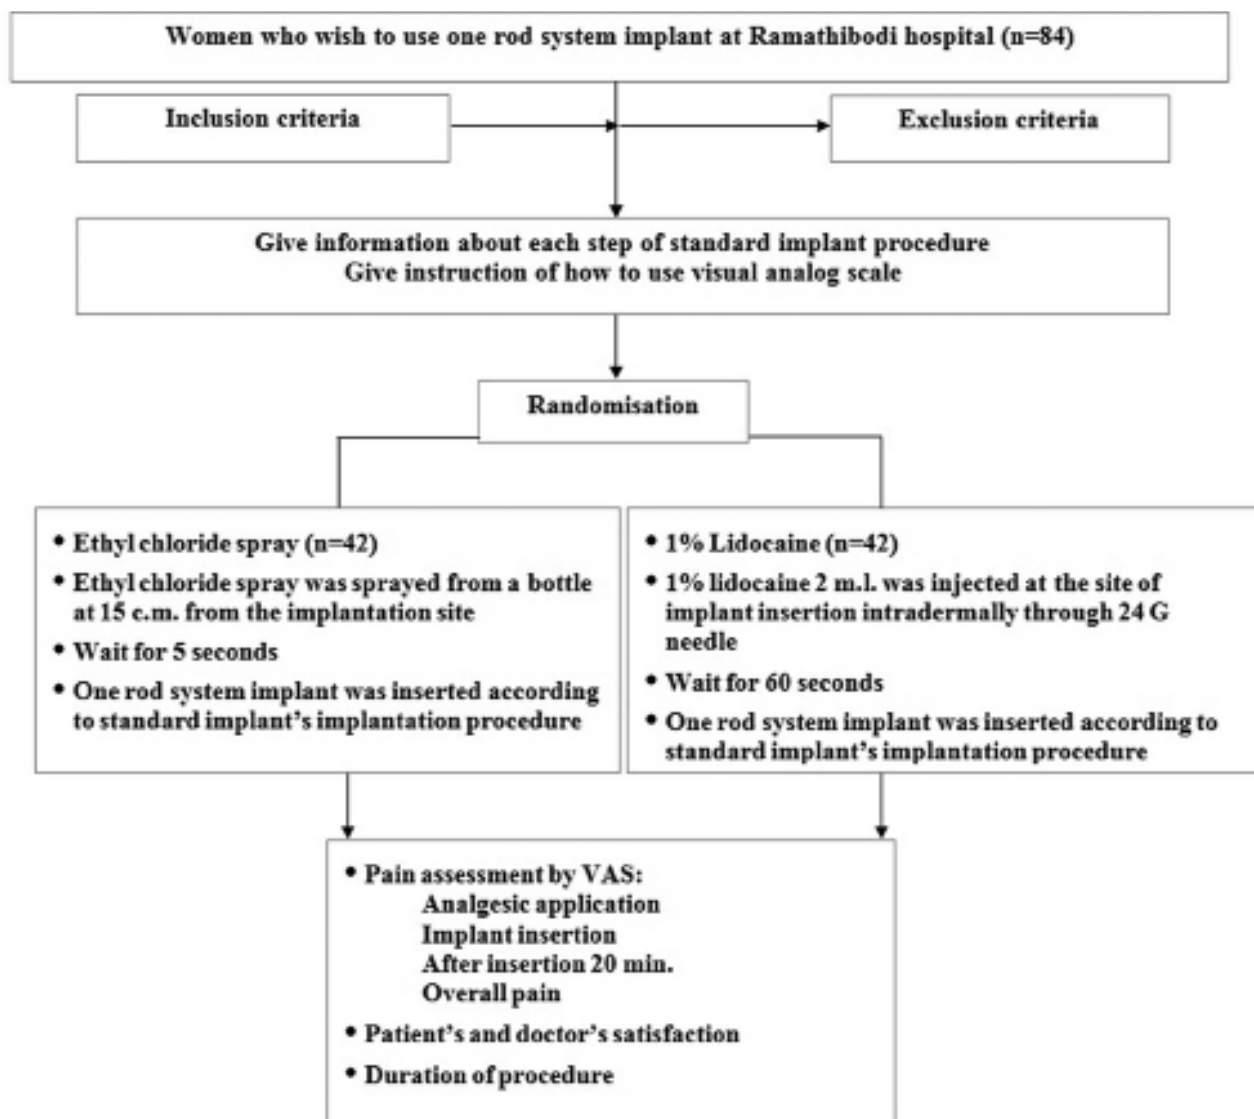 Women who wish to use one rod system implant at Ramathibodi hospital (n=84)
Inclusion criteria
Exclusion criteria
Give information about each step of standard implant procedure
Give instruction of how to use visual analog scale
Randomisation
• Ethyl chloride spray (n=42)
• Ethyl chloride spray was sprayed from a bottle
at 15 c.m. from the implantation site
• Wait for 5 seconds
• One rod system implant was inserted according
to standard implant’s implantation procedure
• 1% Lidocaine (n=42)
• 1% lidocaine 2 m.l. was injected at the site of
implant insertion intradermally through 24 G
needle
• Wait for 60 seconds
• One rod system implant was inserted according to
standard implant’s implantation procedure
• Pain assessment by VAS:
Analgesic application
Implant insertion
After insertion 20 min.
Overall pain
• Patient’s and doctor’s satisfaction
• Duration of procedure